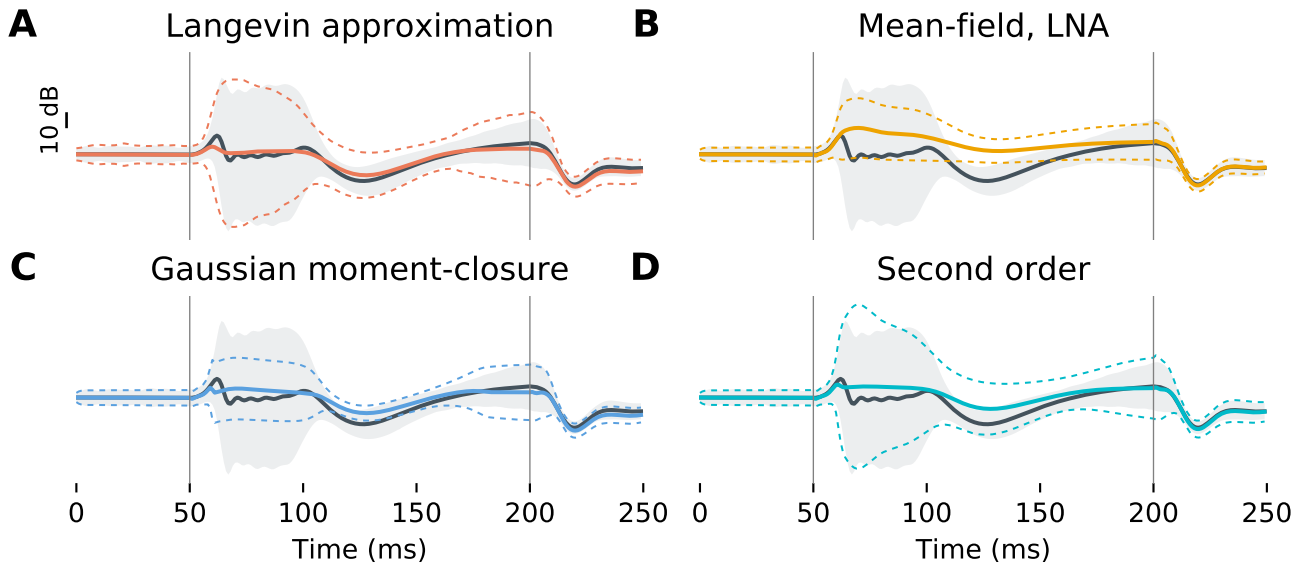 A Langevin approximation
B Mean-field, LNA
10 dB
C Gaussian moment-closure
D Second order
0 50 100 150 200 250
0 50 100 150 200 250
Time (ms)
Time (ms)